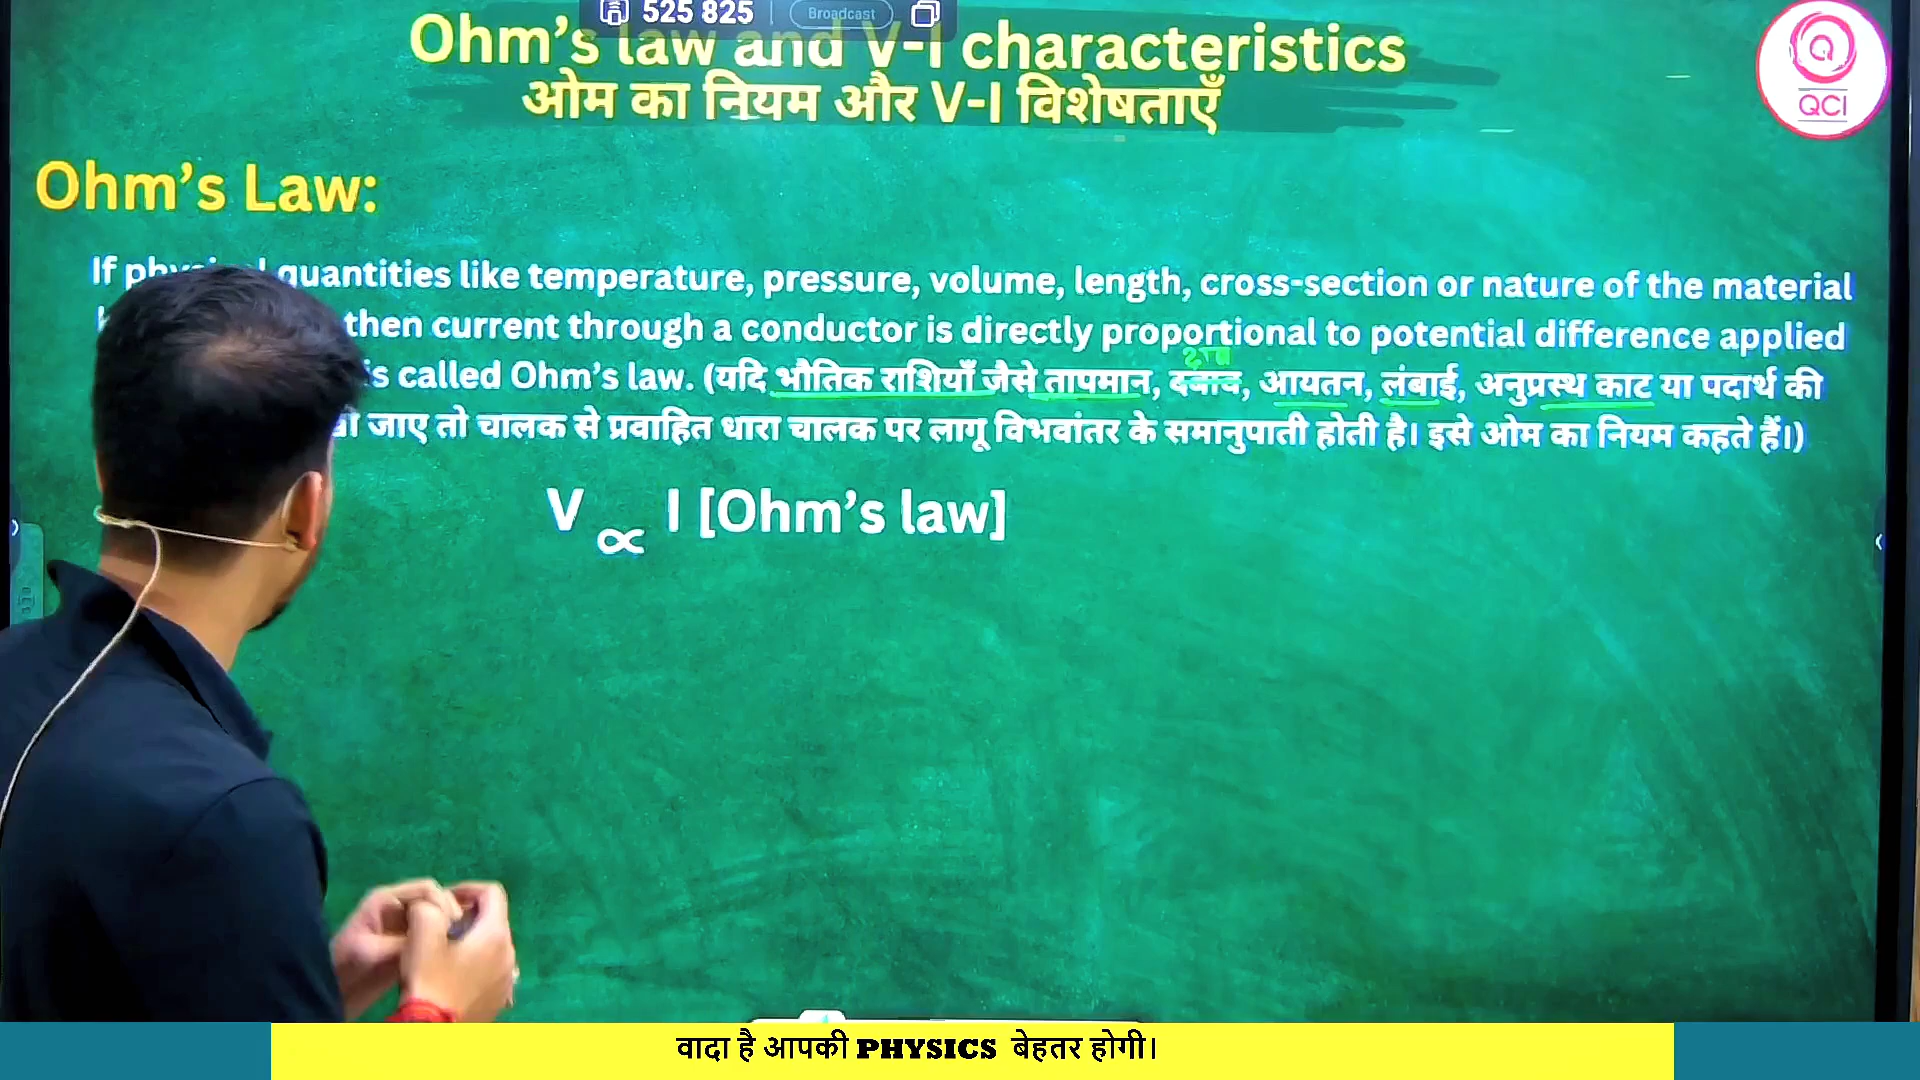 525 825 Broadcast
Ohm's law and V-I characteristics
ओम का नियम और V-I विशेषताएँ
QCI
Ohm's Law:
If physical quantities like temperature, pressure, volume, length, cross-section or nature of the material
then current through a conductor is directly proportional to potential difference applied
is called Ohm's law. (यदि भौतिक राशियाँ जैसे तापमान, दबाव, आयतन, लंबाई, अनुप्रस्थ काट या पदार्थ की
जाए तो चालक से प्रवाहित धारा चालक पर लागू विभवांतर के समानुपाती होती है। इसे ओम का नियम कहते हैं।)
V ∝ I [Ohm's law]
वादा है आपकी PHYSICS बेहतर होगी।